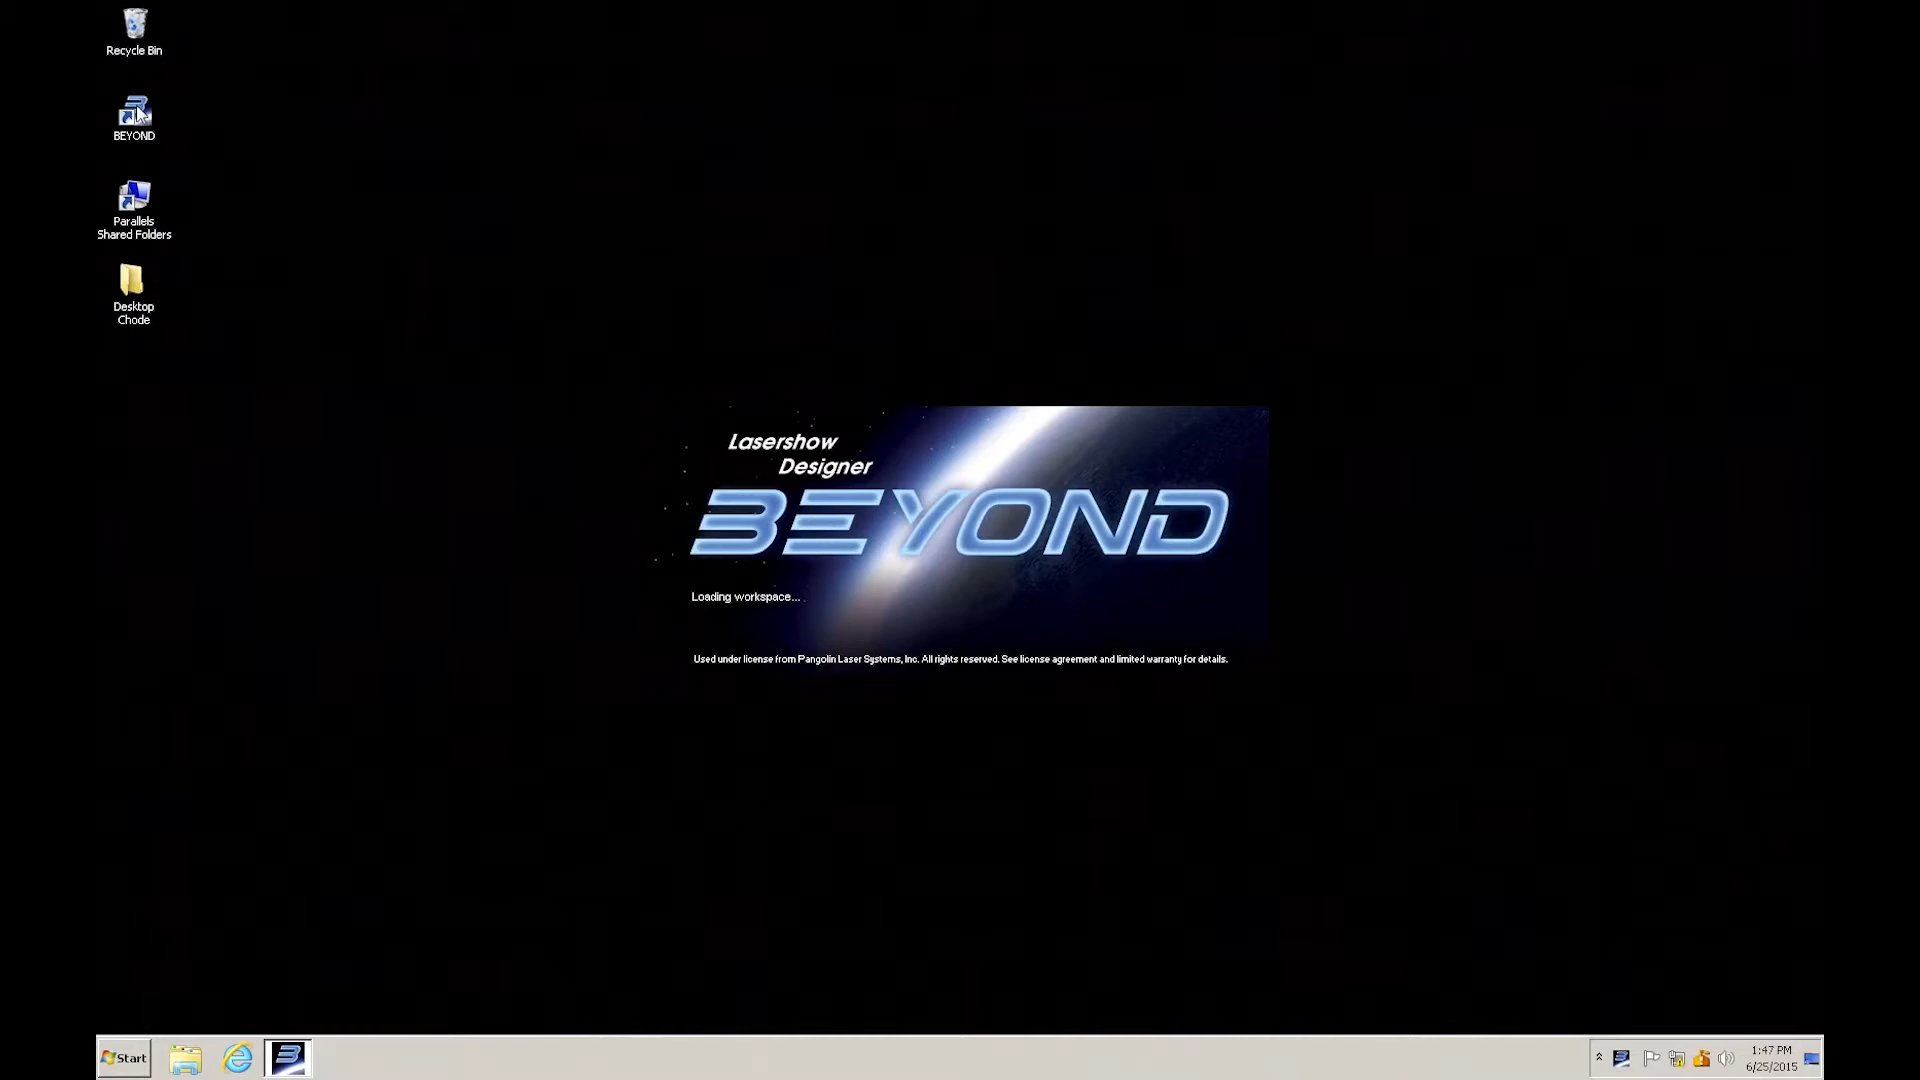 Recycle Bin
BEYOND
Parallels
Shared Folders
Desktop
Chode
Lasershow
Designer
BEYOND
Loading workspace...
Used under license from Pangolin Laser Systems, Inc. All rights reserved. See license agreement and limited warranty for details.
Start
1:47 PM
6/25/2015